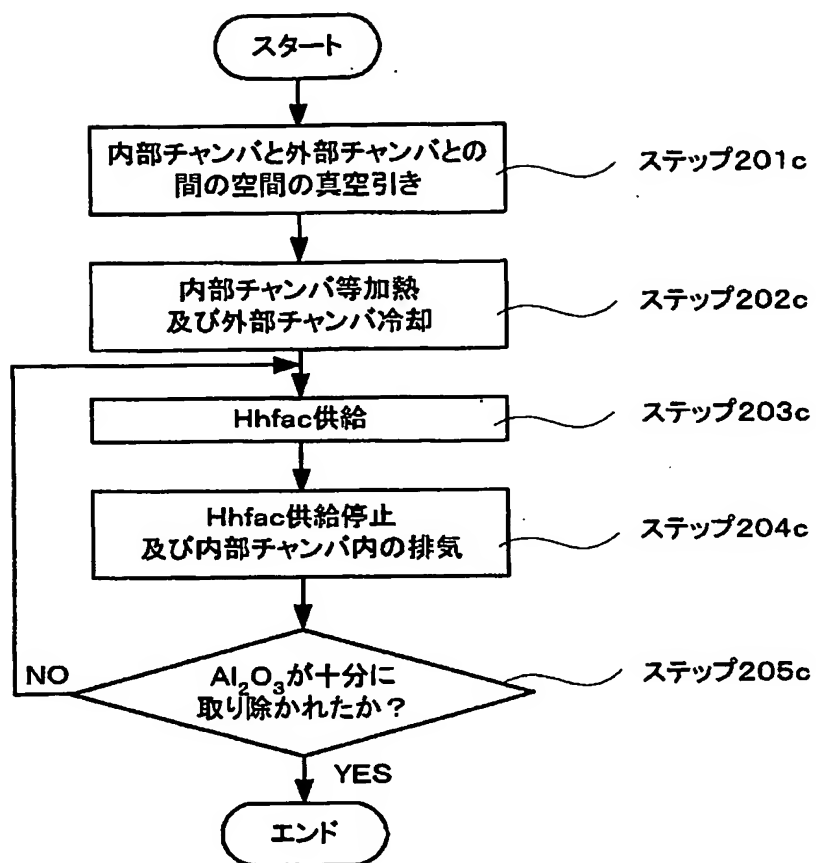 スタート
内部チャンバと外部チャンバとの
間の空間の真空引き
ステップ201c
内部チャンバ等加熱
及び外部チャンバ冷却
ステップ202c
Hhfac供給
ステップ203c
Hhfac供給停止
及び内部チャンバ内の排気
ステップ204c
Al₂O₃が十分に
取り除かれたか？
ステップ205c
NO
YES
エンド